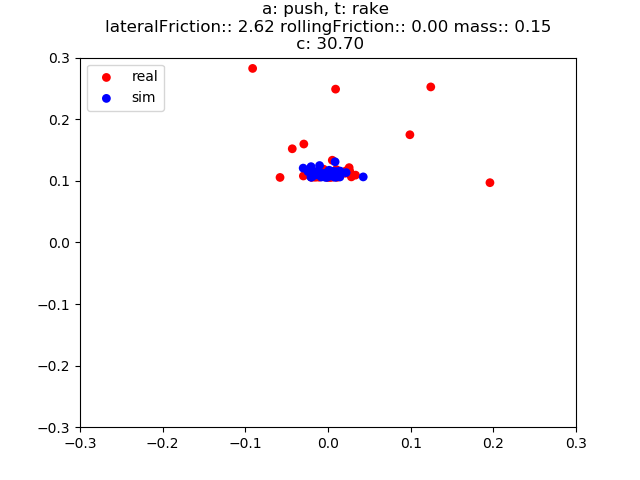 a: push, t: rake
lateralFriction:: 2.62 rollingFriction:: 0.00 mass:: 0.15
c: 30.70
real
sim
0.3
0.2
0.1
0.0
−0.1
−0.2
−0.3
−0.3 −0.2 −0.1 0.0 0.1 0.2 0.3